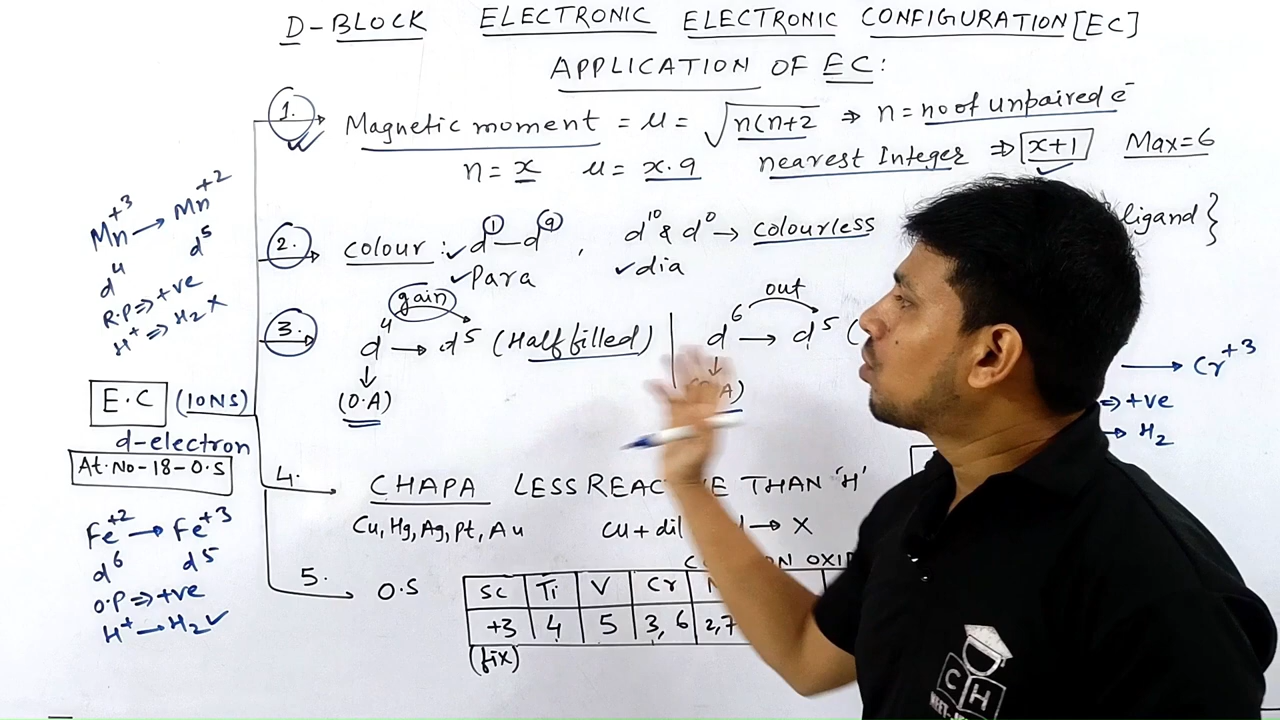 D-BLOCK ELECTRONIC ELECTRONIC CONFIGURATION [EC]
APPLICATION OF EC:
1. Magnetic moment = μ = √n(n+2 ⇒ n = no of unpaired e⁻
n = x μ = x.9 nearest Integer ⇒ x+1 Max=6
2. colour: ✓d¹—d⁹, d¹⁰ & d⁰ → colourless ligand }
✓Para ✓dia
gain out
3. d⁴ → d⁵ (Half filled) | d⁶ → d⁵ (
↓ ↓
(O.A) A)
4. CHAPA LESS REACTIVE THAN 'H'
Cu, Hg, Ag, Pt, Au Cu + dil → X
OXID
5. O.S Sc Ti V Cr
+3 4 5 3, 6 2,7
(fix)
Mn⁺³ → Mn⁺²
d⁴ d⁵
R.P ⇒ +ve
H⁺ ⇒ H₂ X
E.C (IONS)
d-electron
At.No-18-O.S
Fe⁺² → Fe⁺³
d⁶ d⁵
O.P ⇒ +ve
H⁺ → H₂ ✓
→ Cr⁺³
⇒ +ve
→ H₂
C H